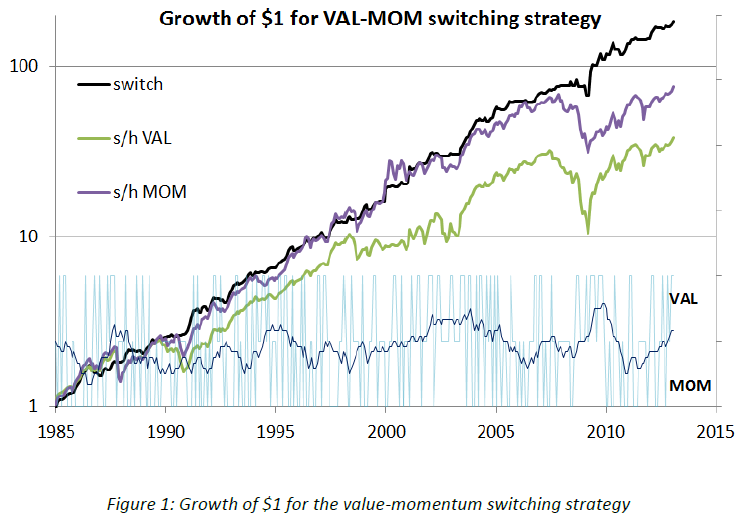 Growth of $1 for VAL-MOM switching strategy
100
switch
s/h VAL
s/h MOM
10
VAL
MOM
1
1985 1990 1995 2000 2005 2010 2015
Figure 1: Growth of $1 for the value-momentum switching strategy